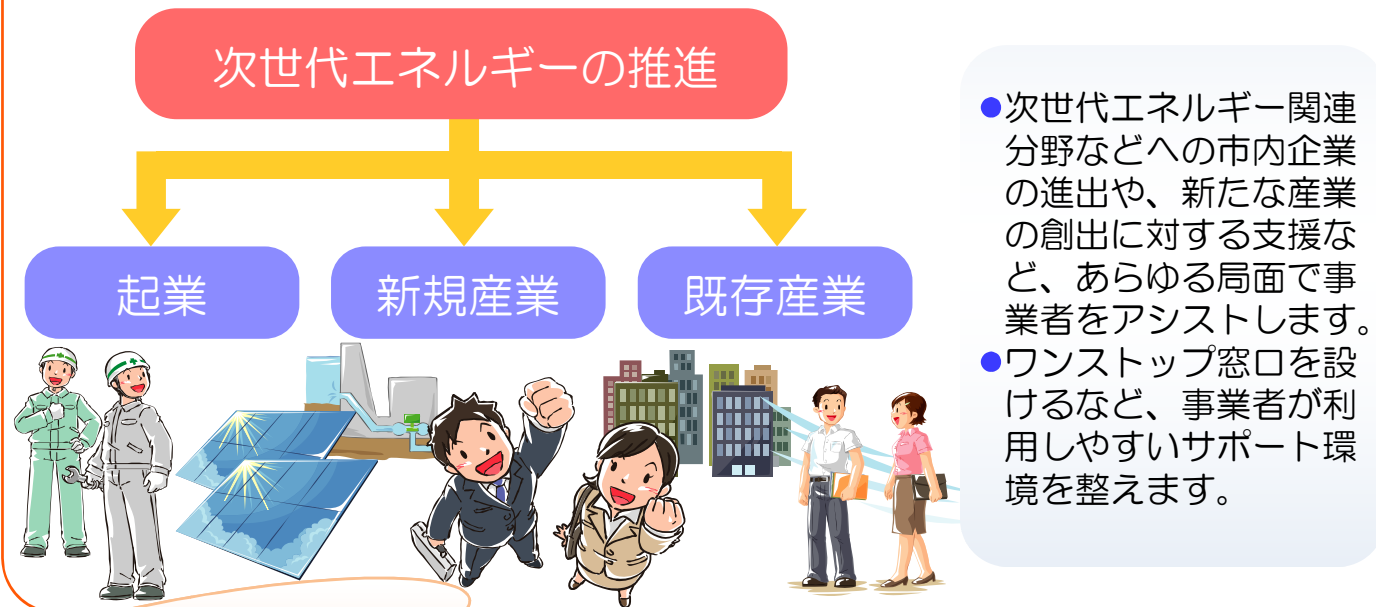 次世代エネルギーの推進
起業
新規産業
既存産業
●次世代エネルギー関連
分野などへの市内企業
の進出や、新たな産業
の創出に対する支援な
ど、あらゆる局面で事
業者をアシストします。
●ワンストップ窓口を設
けるなど、事業者が利
用しやすいサポート環
境を整えます。